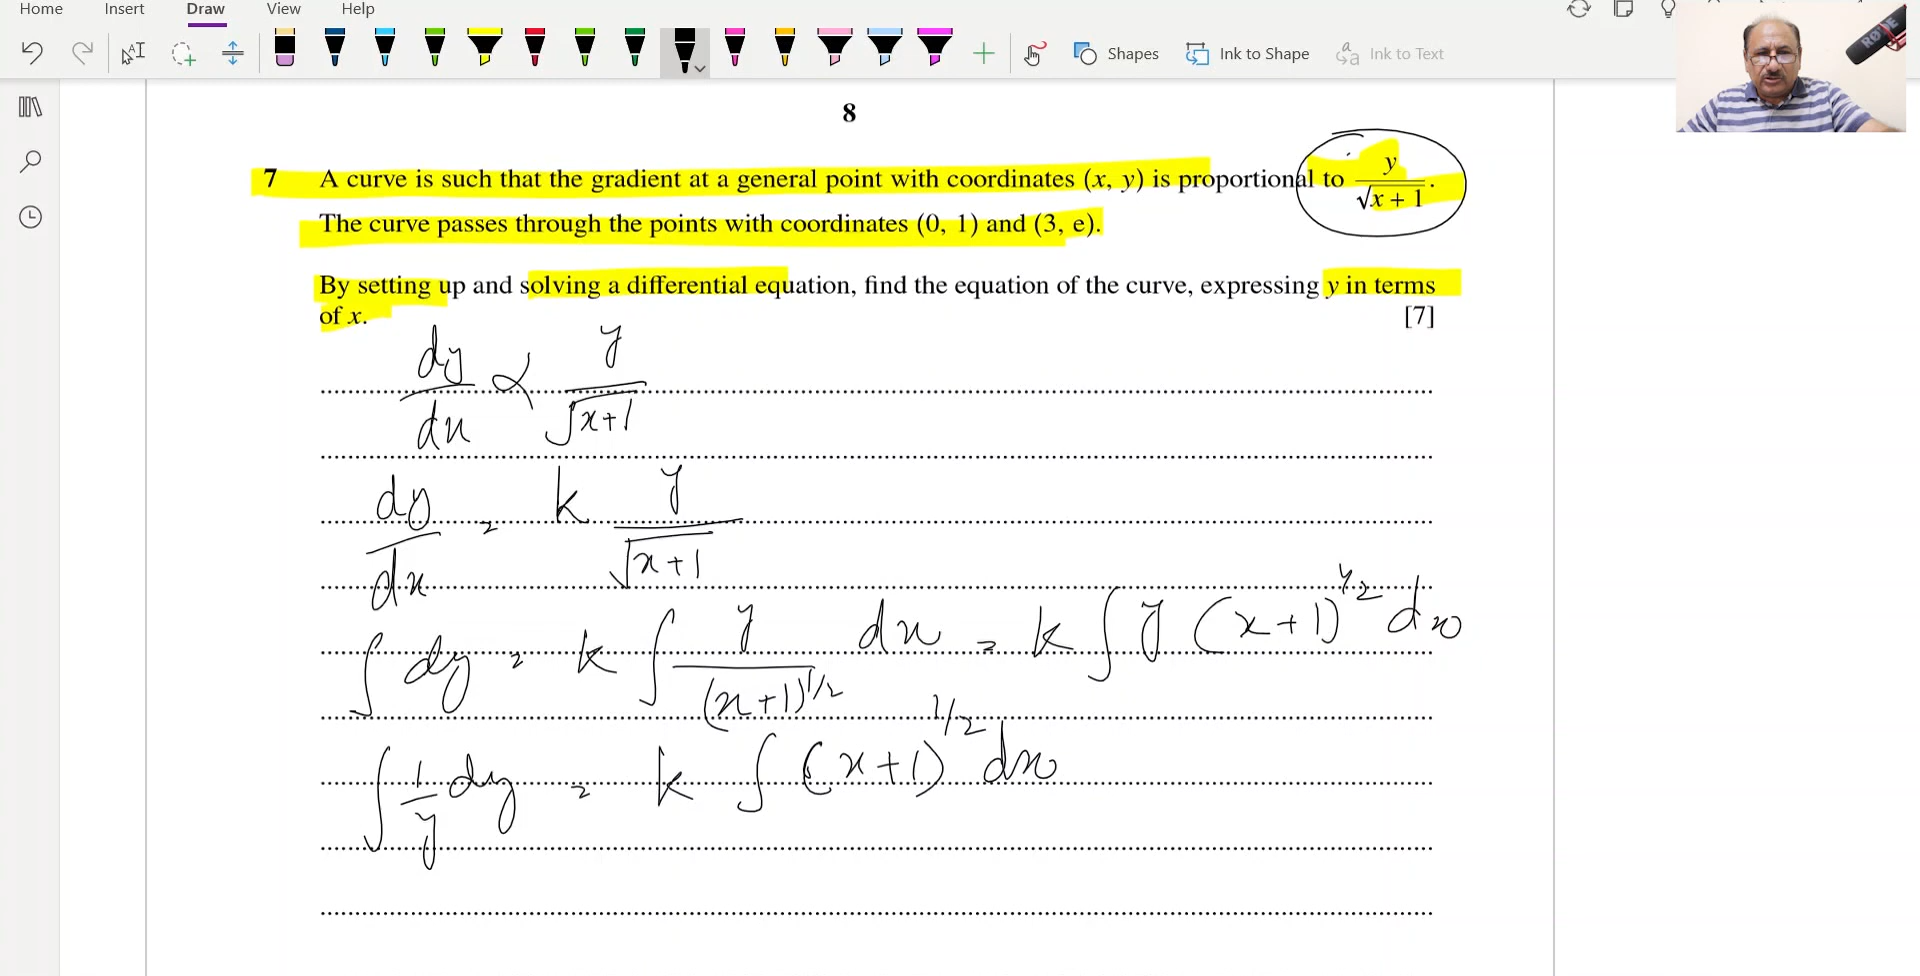 Home Insert Draw View Help
Shapes Ink to Shape Ink to Text
RØDE
8
7 A curve is such that the gradient at a general point with coordinates (x, y) is proportional to y/√x + 1.
The curve passes through the points with coordinates (0, 1) and (3, e).
By setting up and solving a differential equation, find the equation of the curve, expressing y in terms
of x. [7]
dy/dx ∝ y/√x+1
dy/dx = k y/√x+1
∫ dy = k ∫ y/(x+1)^1/2 dx = k ∫ y (x+1)^1/2 dx
∫ 1/y dy = k ∫ (x+1)^1/2 dx